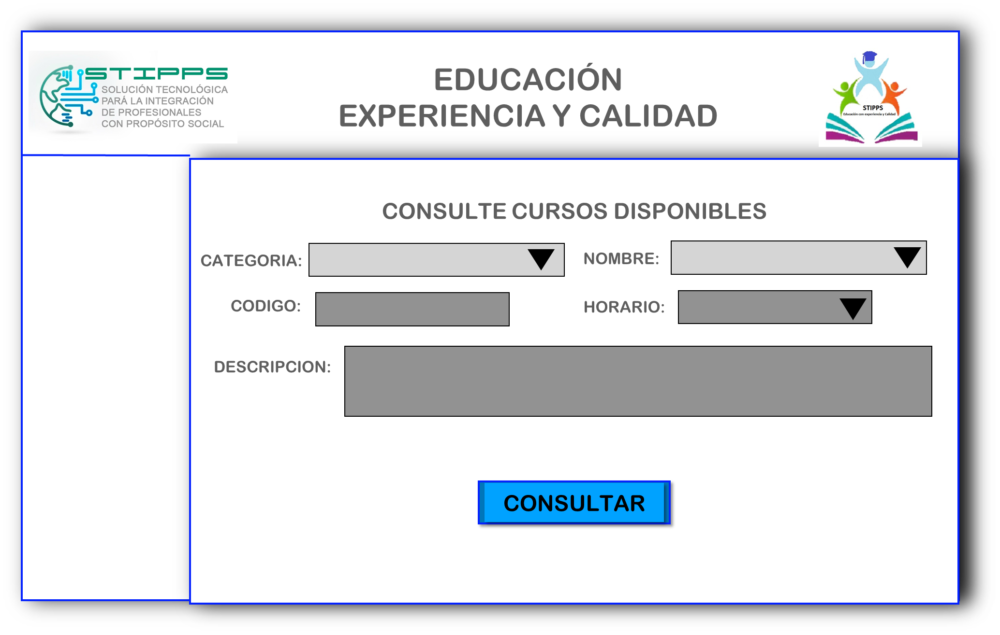 STIPPS
SOLUCIÓN TECNOLÓGICA
PARÁ LA INTEGRACIÓN
DE PROFESIONALES
CON PROPÓSITO SOCIAL
EDUCACIÓN
EXPERIENCIA Y CALIDAD
STIPPS
Educación con experiencia y Calidad
CONSULTE CURSOS DISPONIBLES
CATEGORIA:
NOMBRE:
CODIGO:
HORARIO:
DESCRIPCION:
CONSULTAR